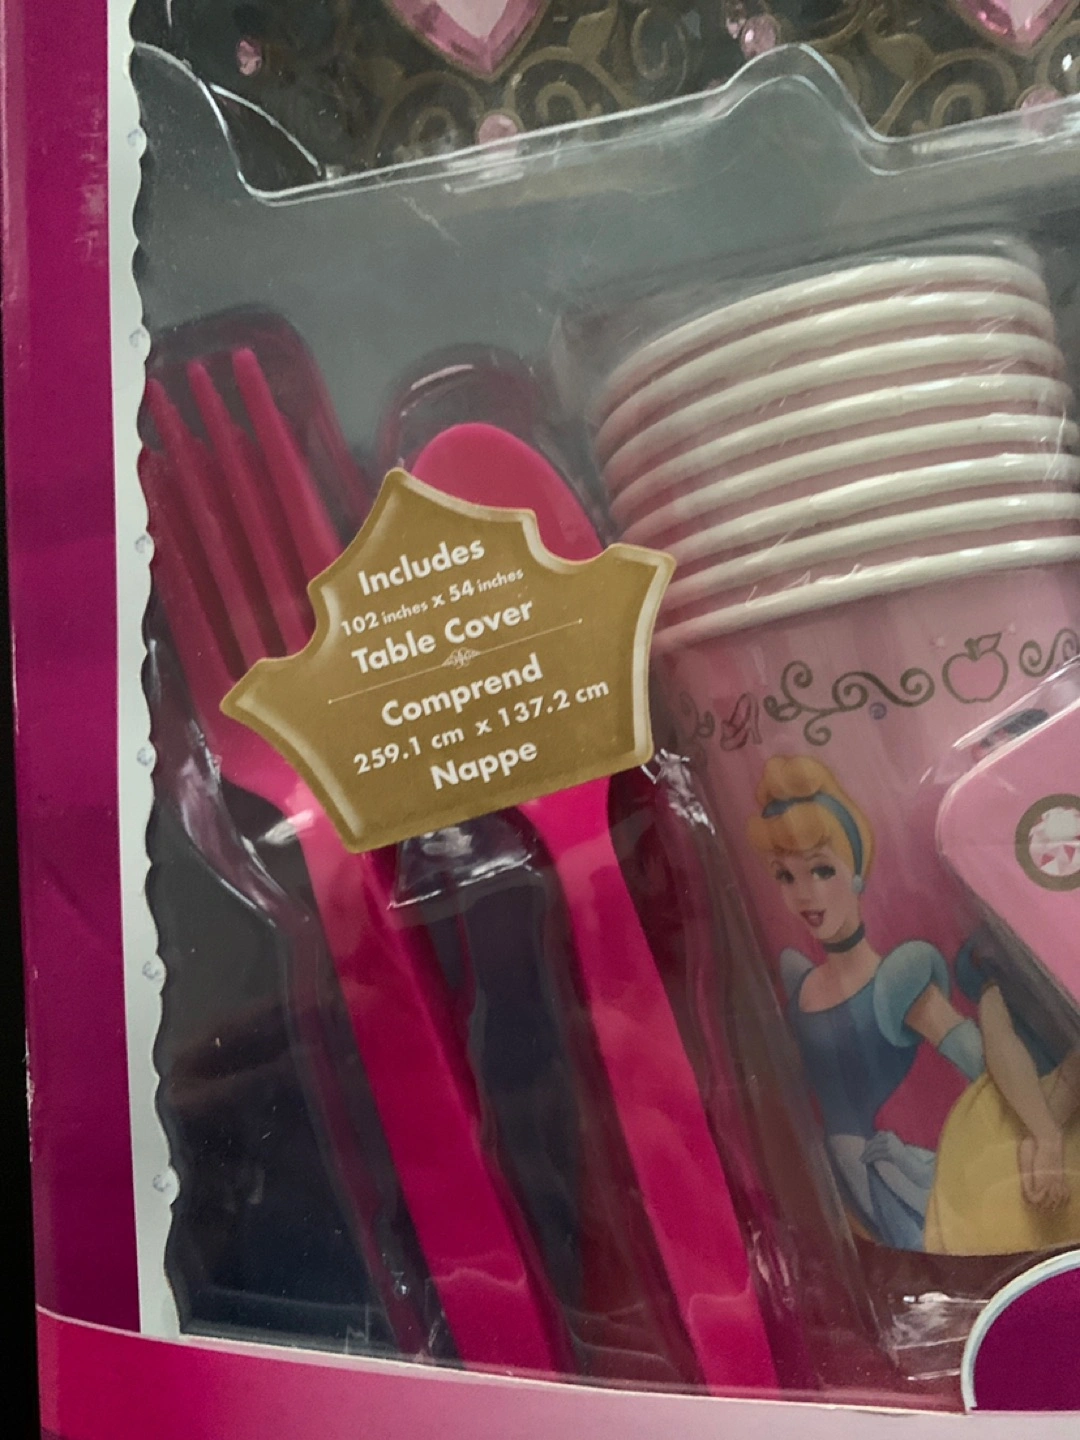 Includes
102 inches x 54 inches
Table Cover
Comprend
259.1 cm x 137.2 cm
Nappe